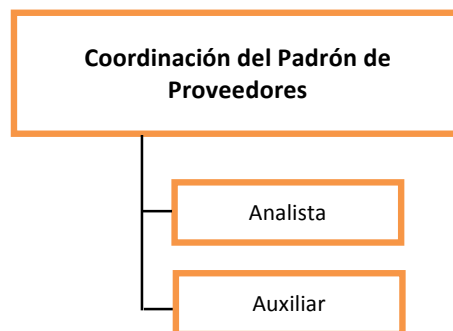 Coordinación del Padrón de
Proveedores
Analista
Auxiliar